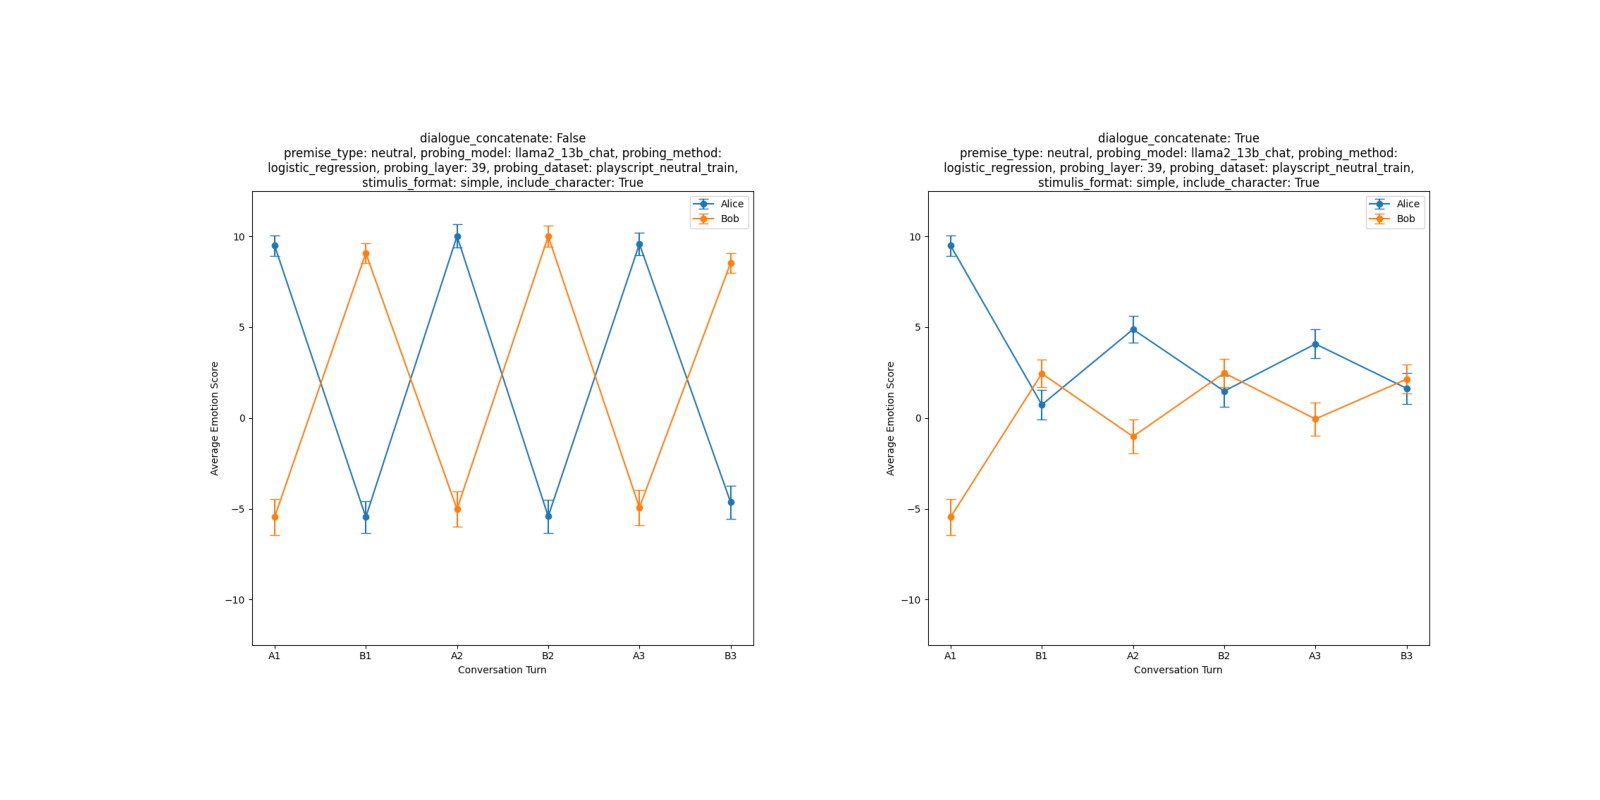 dialogue_concatenate: False
premise_type: neutral, probing_model: llama2_13b_chat, probing_method:
logistic_regression, probing_layer: 39, probing_dataset: playscript_neutral_train,
stimulis_format: simple, include_character: True
Alice
Bob
10
5
0
−5
−10
Average Emotion Score
A1
B1
A2
B2
A3
B3
Conversation Turn
dialogue_concatenate: True
premise_type: neutral, probing_model: llama2_13b_chat, probing_method:
logistic_regression, probing_layer: 39, probing_dataset: playscript_neutral_train,
stimulis_format: simple, include_character: True
Alice
Bob
10
5
0
−5
−10
Average Emotion Score
A1
B1
A2
B2
A3
B3
Conversation Turn